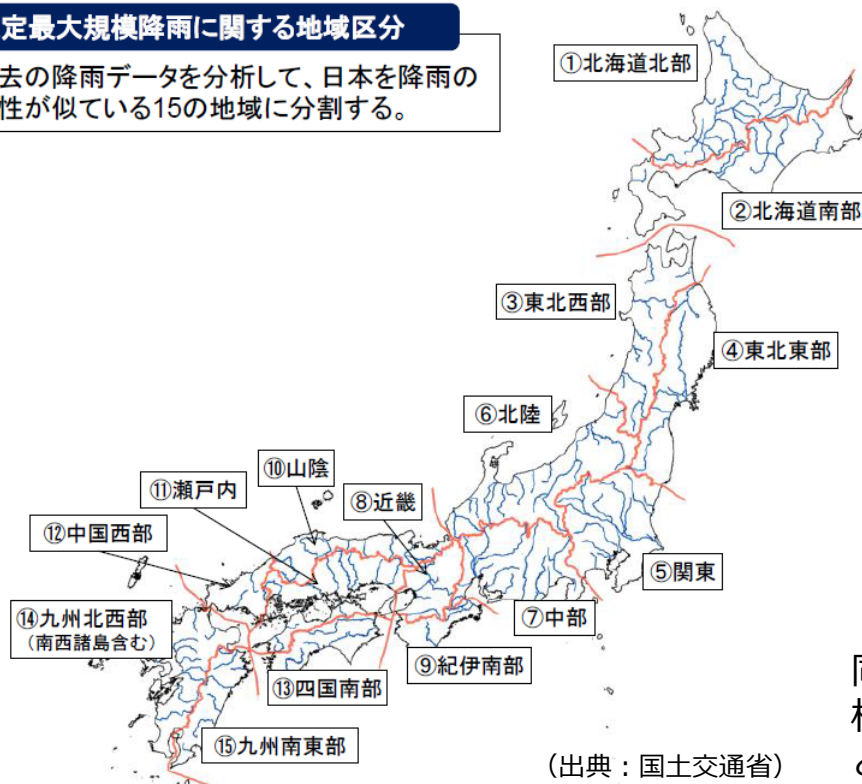 定最大規模降雨に関する地域区分
去の降雨データを分析して、日本を降雨の
性が似ている15の地域に分割する。
①北海道北部
②北海道南部
③東北西部
④東北東部
⑥北陸
⑩山陰
⑪瀬戸内
⑧近畿
⑫中国西部
⑤関東
⑭九州北西部
(南西諸島含む)
⑦中部
⑨紀伊南部
⑬四国南部
⑮九州南東部
(出典：国土交通省)